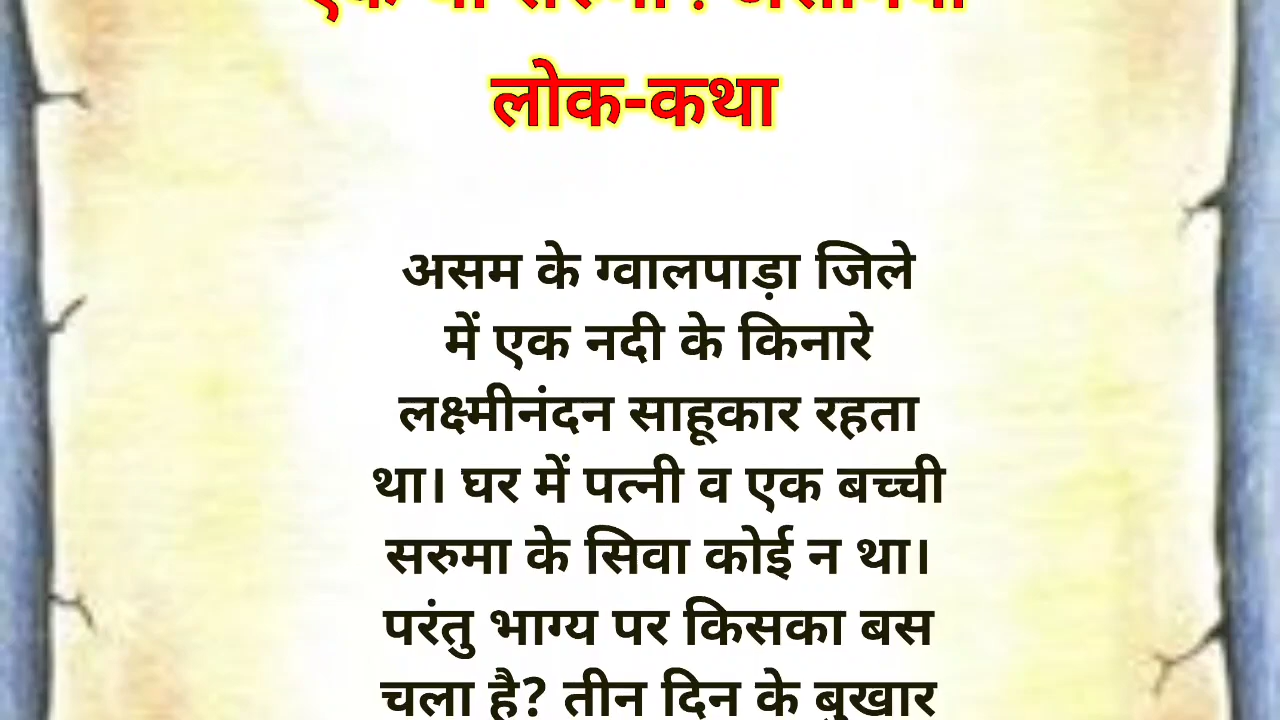 लोक-कथा
असम के ग्वालपाड़ा जिले
में एक नदी के किनारे
लक्ष्मीनंदन साहूकार रहता
था। घर में पत्नी व एक बच्ची
सरुमा के सिवा कोई न था।
परंतु भाग्य पर किसका बस
चला है? तीन दिन के बुखार